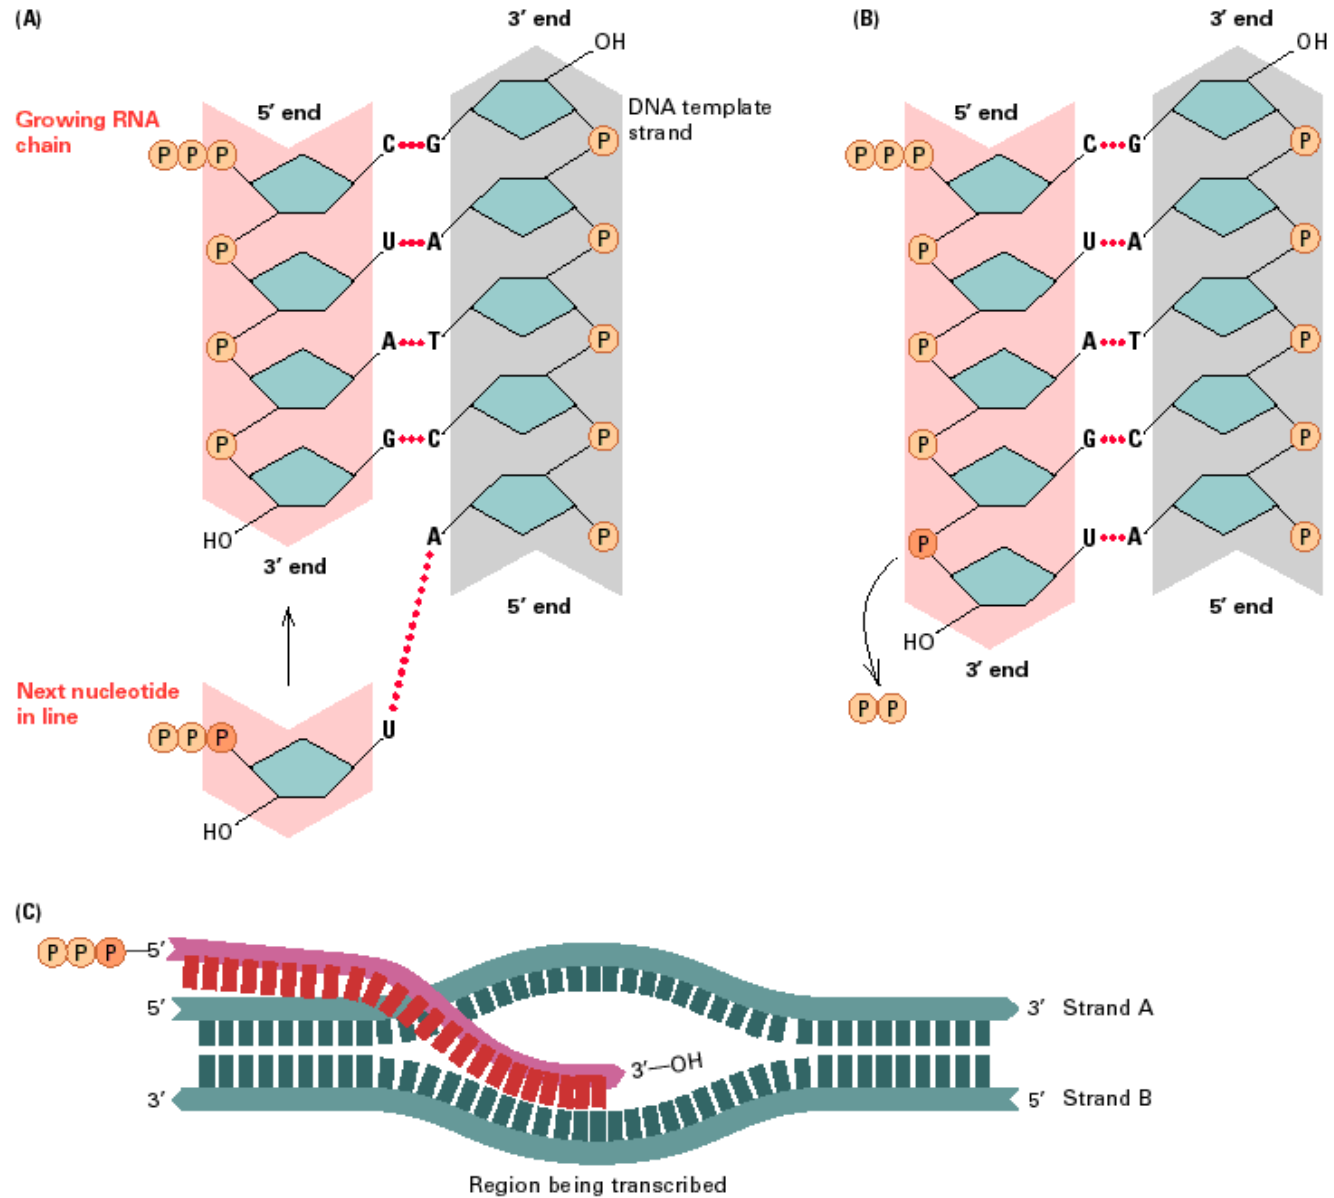 (A)
3′ end
OH
5′ end
Growing RNA
chain
DNA template
strand
P P P
C G
P
U A
P
P
A T
P
P
G C
P
P
HO
A
P
3′ end
5′ end
Next nucleotide
in line
P P P
U
HO
(B)
3′ end
OH
5′ end
P P P
C G
P
U A
P
P
A T
P
P
G C
P
P
P
U A
P
HO
3′ end
5′ end
P P
(C)
P P P 5′
5′
3′ Strand A
3′—OH
3′
5′ Strand B
Region being transcribed